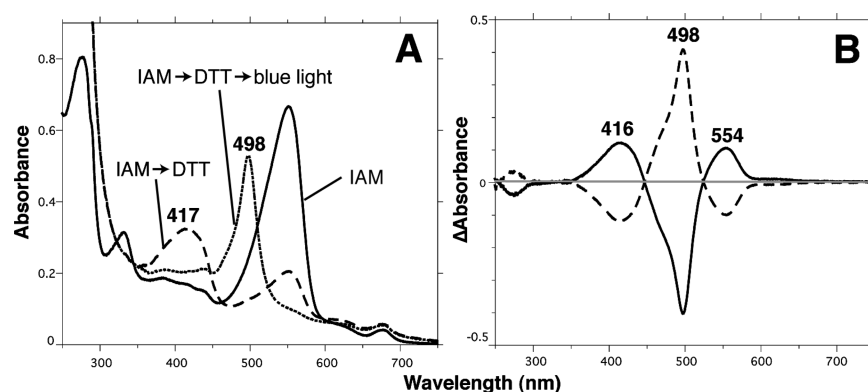 A
Absorbance
0.8
0.6
0.4
0.2
0
300
400
500
600
700
IAM→DTT→blue light
498
IAM→DTT
417
IAM
B
ΔAbsorbance
0.5
0
-0.5
300
400
500
600
700
498
416
554
Wavelength (nm)